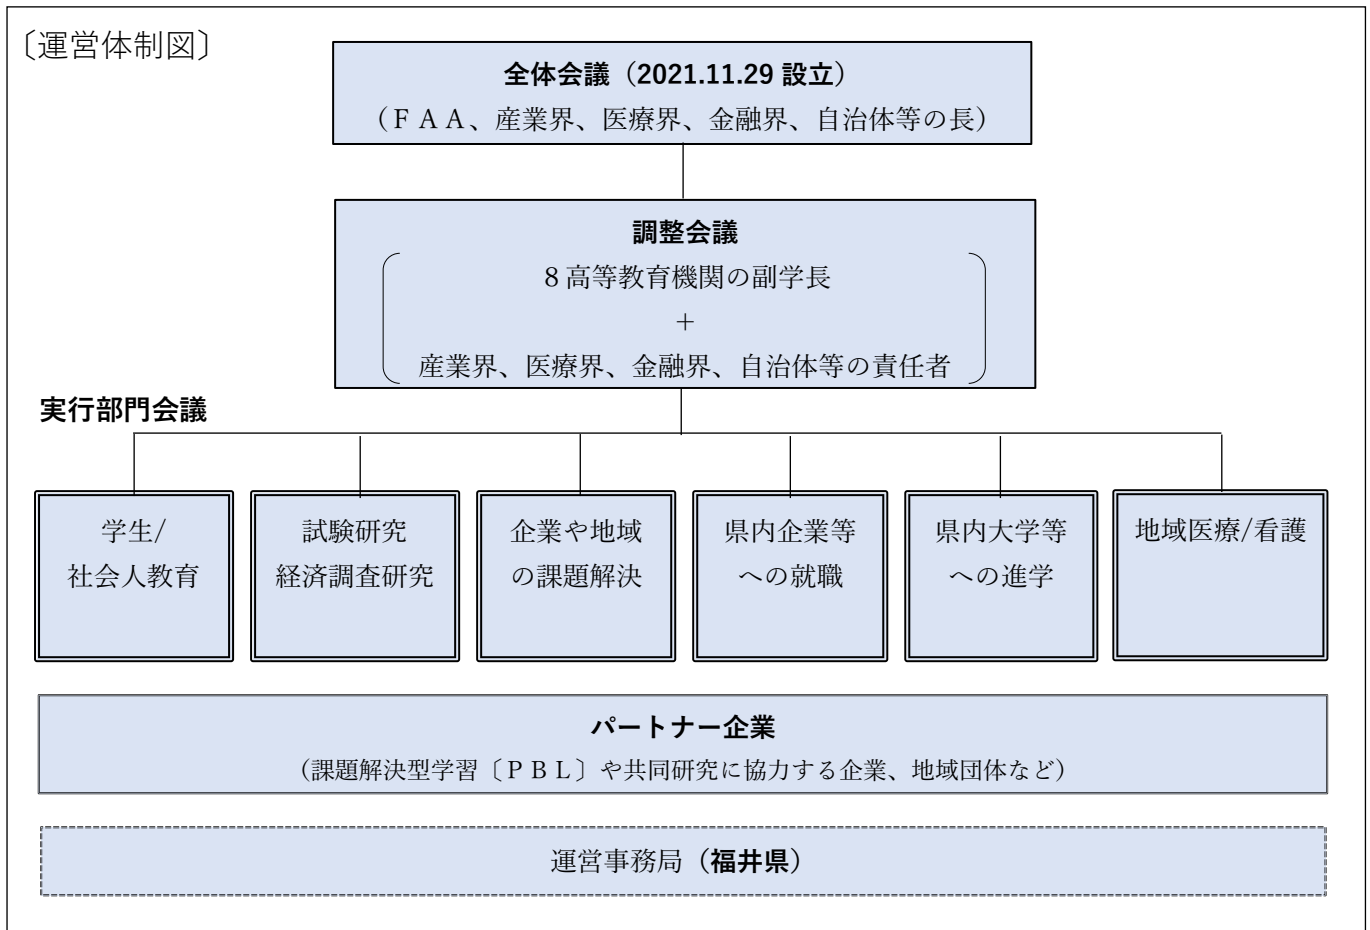 〔運営体制図〕
全体会議（2021.11.29 設立）
（ＦＡＡ、産業界、医療界、金融界、自治体等の長）
調整会議
８高等教育機関の副学長
＋
産業界、医療界、金融界、自治体等の責任者
実行部門会議
学生/
社会人教育
試験研究
経済調査研究
企業や地域
の課題解決
県内企業等
への就職
県内大学等
への進学
地域医療/看護
パートナー企業
（課題解決型学習〔ＰＢＬ〕や共同研究に協力する企業、地域団体など）
運営事務局（福井県）